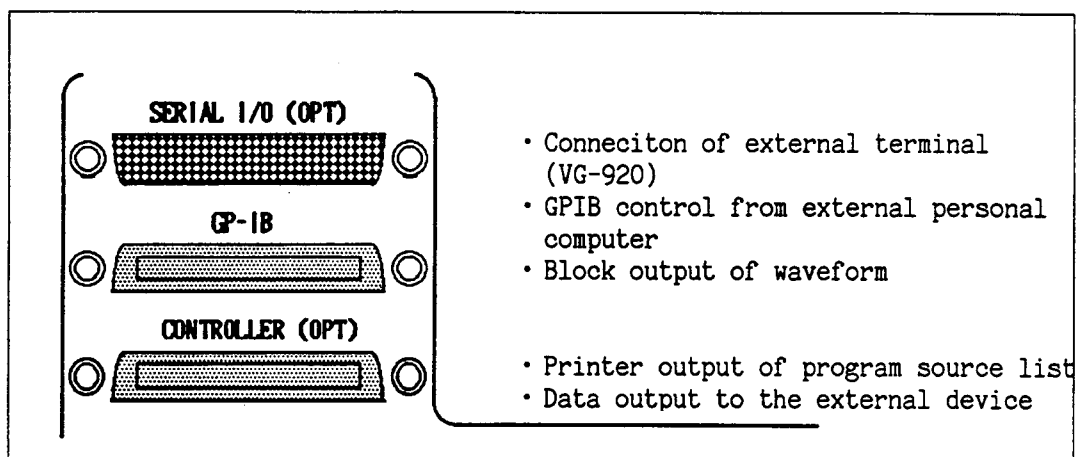 SERIAL I/O (OPT)
· Conneciton of external terminal
(VG-920)
GP-IB
· GPIB control from external personal
computer
· Block output of waveform
CONTROLLER (OPT)
· Printer output of program source list
· Data output to the external device